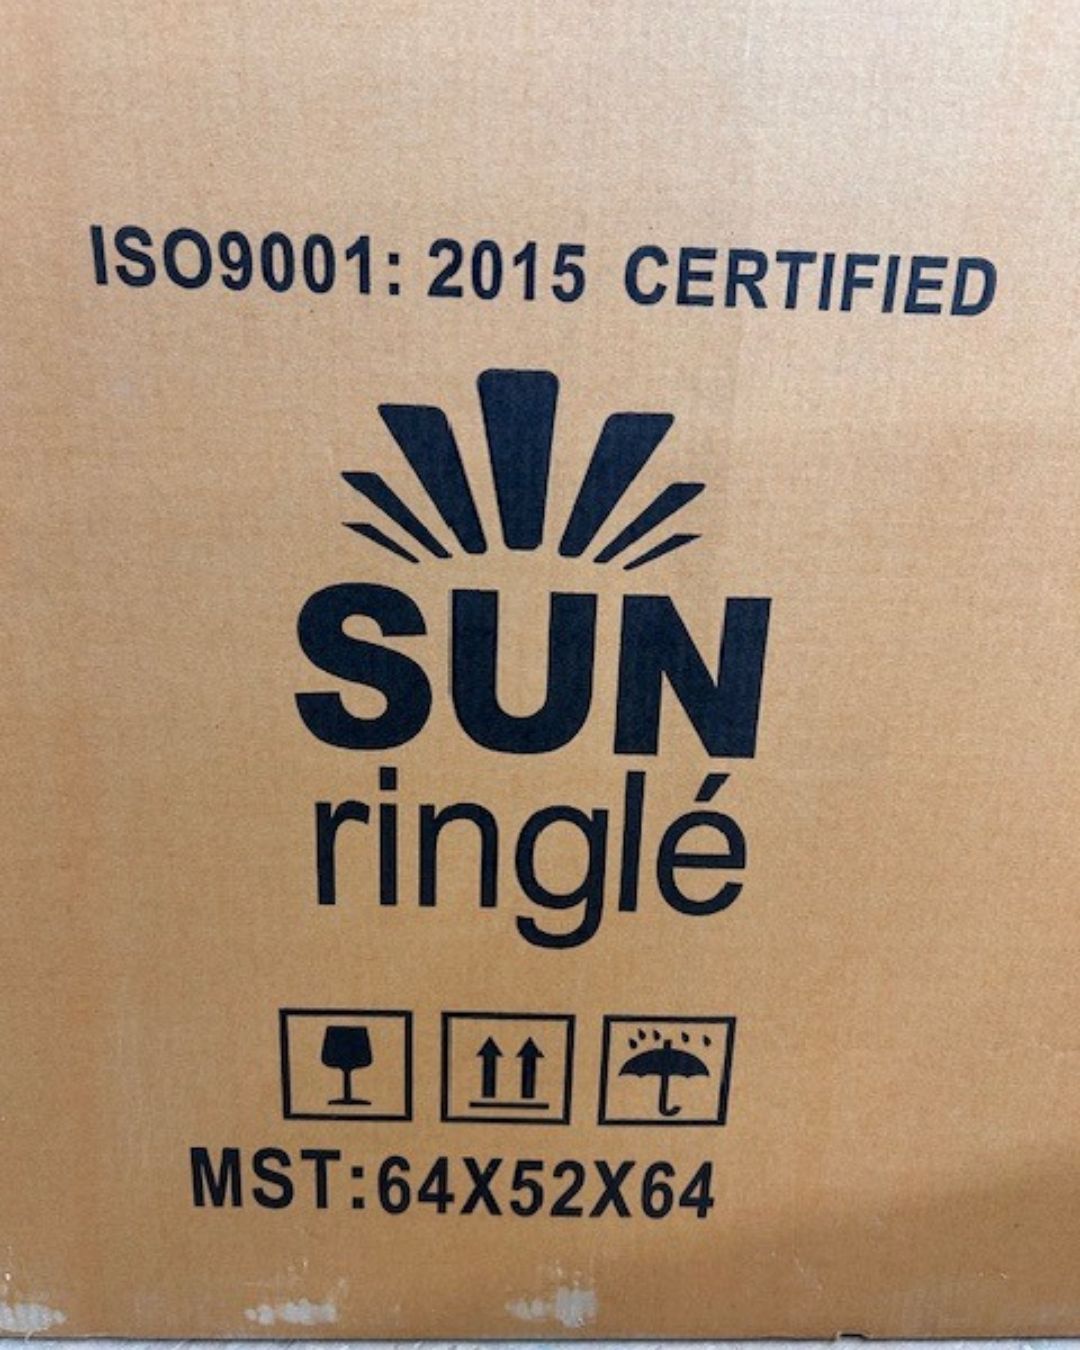 ISO9001: 2015 CERTIFIED
SUN
ringlé
MST:64X52X64